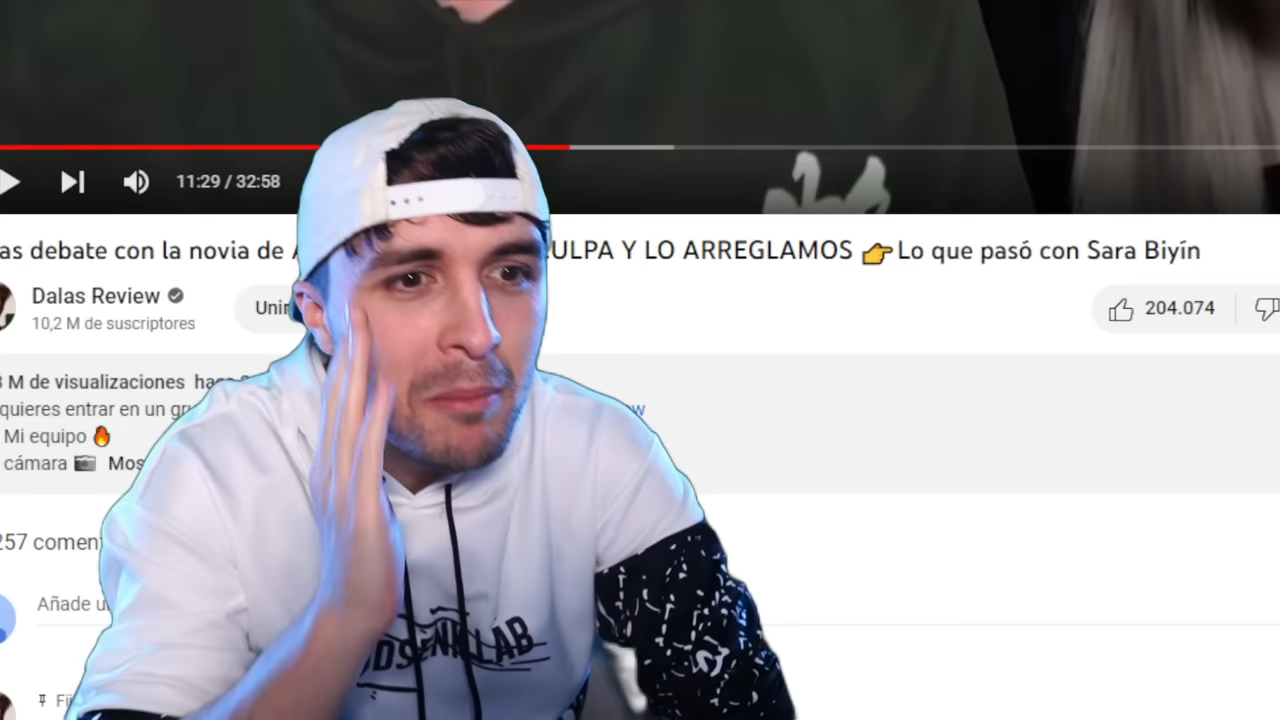 11:29 / 32:58
as debate con la novia de ULPA Y LO ARREGLAMOS 👉 Lo que pasó con Sara Biyín
Dalas Review
Unir
204.074
10,2 M de suscriptores
M de visualizaciones
quieres entrar en un
Mi equipo 🔥
cámara 📷 Mos
257 coment
Añade u
LAB